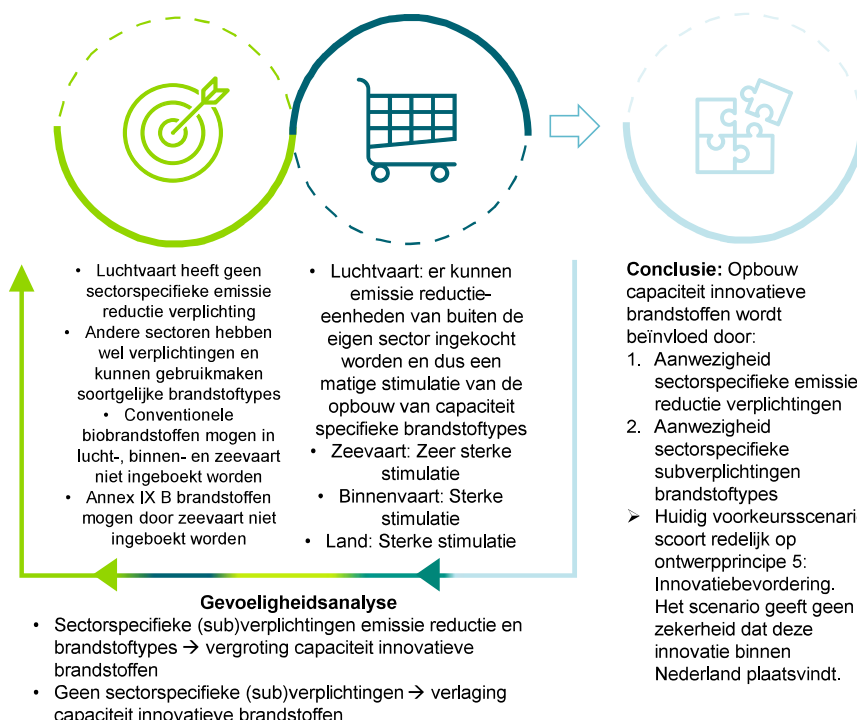 • Luchtvaart heeft geen
sectorspecifieke emissie
reductie verplichting
• Andere sectoren hebben
wel verplichtingen en
kunnen gebruikmaken
soortgelijke brandstoftypes
• Conventionele
biobrandstoffen mogen in
lucht-, binnen- en zeevaart
niet ingeboekt worden
• Annex IX B brandstoffen
mogen door zeevaart niet
ingeboekt worden
• Luchtvaart: er kunnen
emissie reductie-
eenheden van buiten de
eigen sector ingekocht
worden en dus een
matige stimulatie van de
opbouw van capaciteit
specifieke brandstoftypes
• Zeevaart: Zeer sterke
stimulatie
• Binnenvaart: Sterke
stimulatie
• Land: Sterke stimulatie
Conclusie: Opbouw
capaciteit innovatieve
brandstoffen wordt
beïnvloed door:
1. Aanwezigheid
sectorspecifieke emissie
reductie verplichtingen
2. Aanwezigheid
sectorspecifieke
subverplichtingen
brandstoftypes
➢ Huidig voorkeursscenario
scoort redelijk op
ontwerpprincipe 5:
Innovatiebevordering.
Het scenario geeft geen
zekerheid dat deze
innovatie binnen
Nederland plaatsvindt.
Gevoeligheidsanalyse
• Sectorspecifieke (sub)verplichtingen emissie reductie en
brandstoftypes → vergroting capaciteit innovatieve
brandstoffen
• Geen sectorspecifieke (sub)verplichtingen → verlaging
capaciteit innovatieve brandstoffen